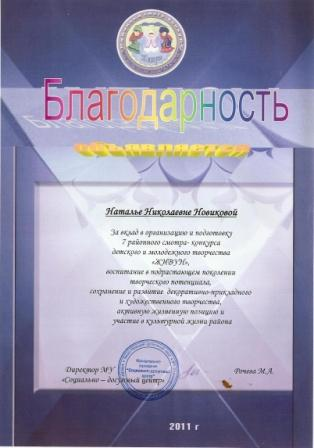 Благодарность
объявляется
Наталье Николаевне Новиковой
За вклад в организацию и подготовку
7 районного смотра- конкурса
детского и молодежного творчества
«ЖИВУН»,
воспитание в подрастающем поколении
творческого потенциала,
сохранение и развитие декоративно-прикладного
и художественного творчества,
активную жизненную позицию и
участие в культурной жизни района
Директор МУ
Рочева М.А.
«Социально – досуговый центр»
2011 г